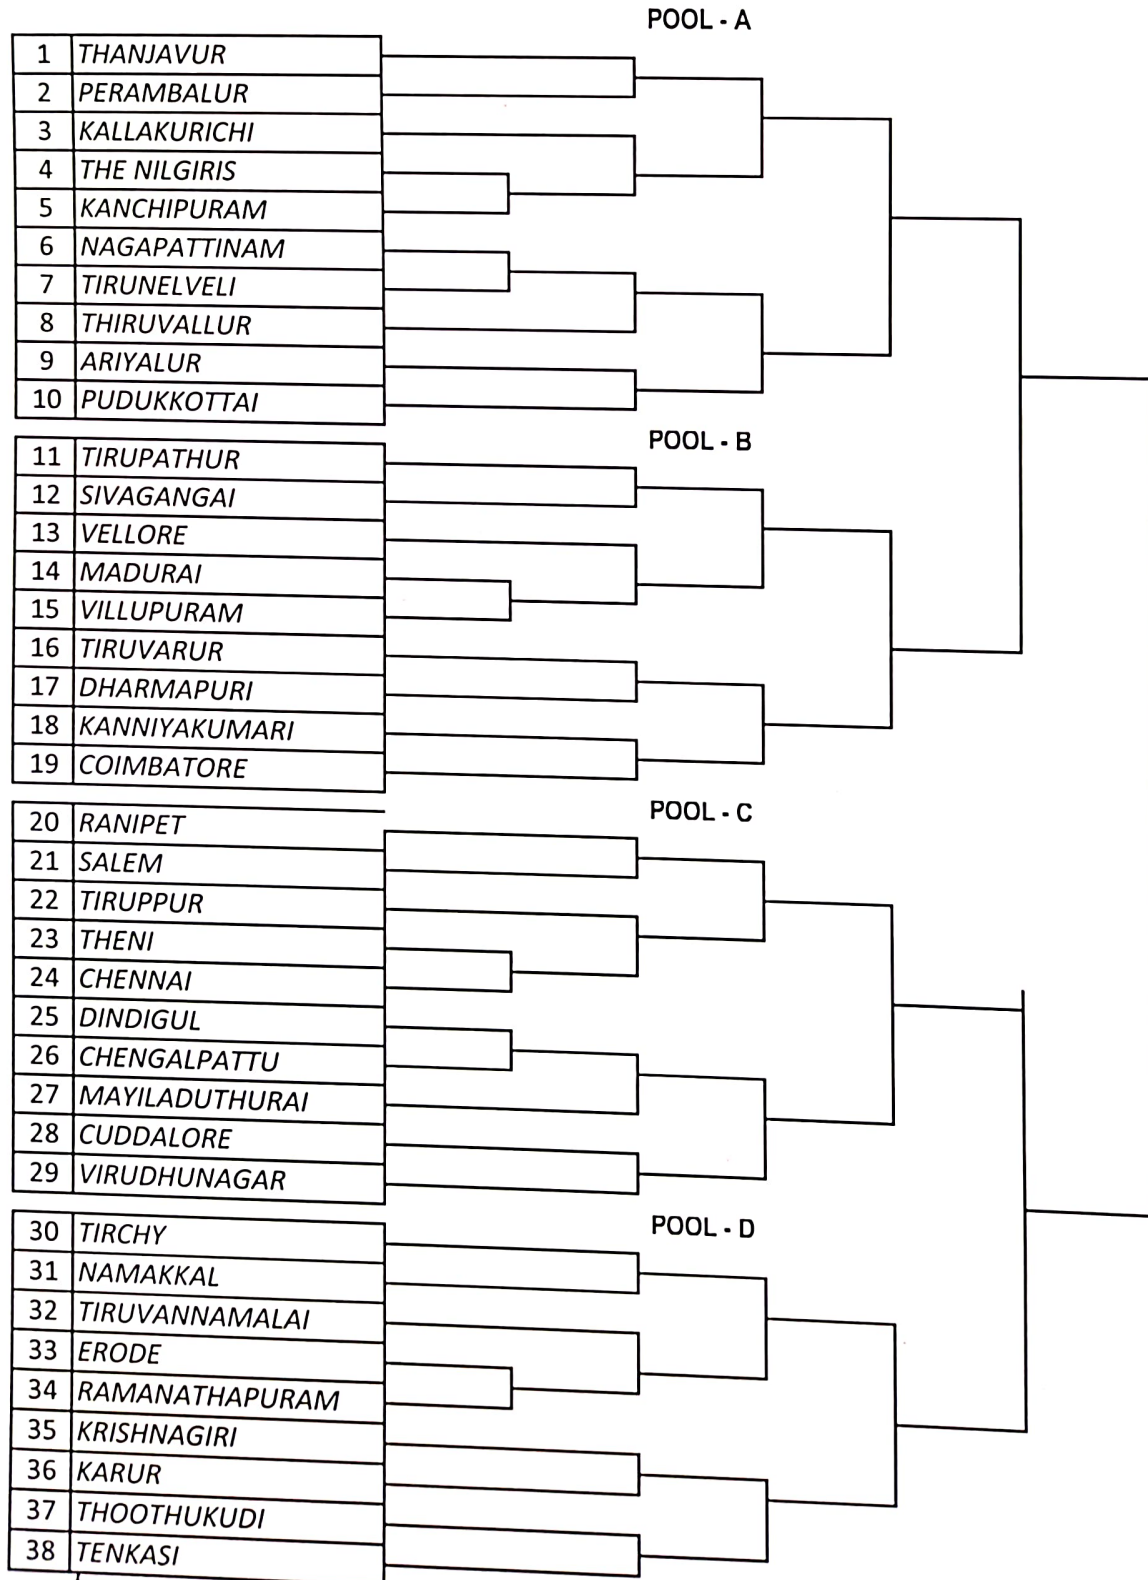 POOL - A
1 THANJAVUR
2 PERAMBALUR
3 KALLAKURICHI
4 THE NILGIRIS
5 KANCHIPURAM
6 NAGAPATTINAM
7 TIRUNELVELI
8 THIRUVALLUR
9 ARIYALUR
10 PUDUKKOTTAI
POOL - B
11 TIRUPATHUR
12 SIVAGANGAI
13 VELLORE
14 MADURAI
15 VILLUPURAM
16 TIRUVARUR
17 DHARMAPURI
18 KANNIYAKUMARI
19 COIMBATORE
POOL - C
20 RANIPET
21 SALEM
22 TIRUPPUR
23 THENI
24 CHENNAI
25 DINDIGUL
26 CHENGALPATTU
27 MAYILADUTHURAI
28 CUDDALORE
29 VIRUDHUNAGAR
POOL - D
30 TIRCHY
31 NAMAKKAL
32 TIRUVANNAMALAI
33 ERODE
34 RAMANATHAPURAM
35 KRISHNAGIRI
36 KARUR
37 THOOTHUKUDI
38 TENKASI